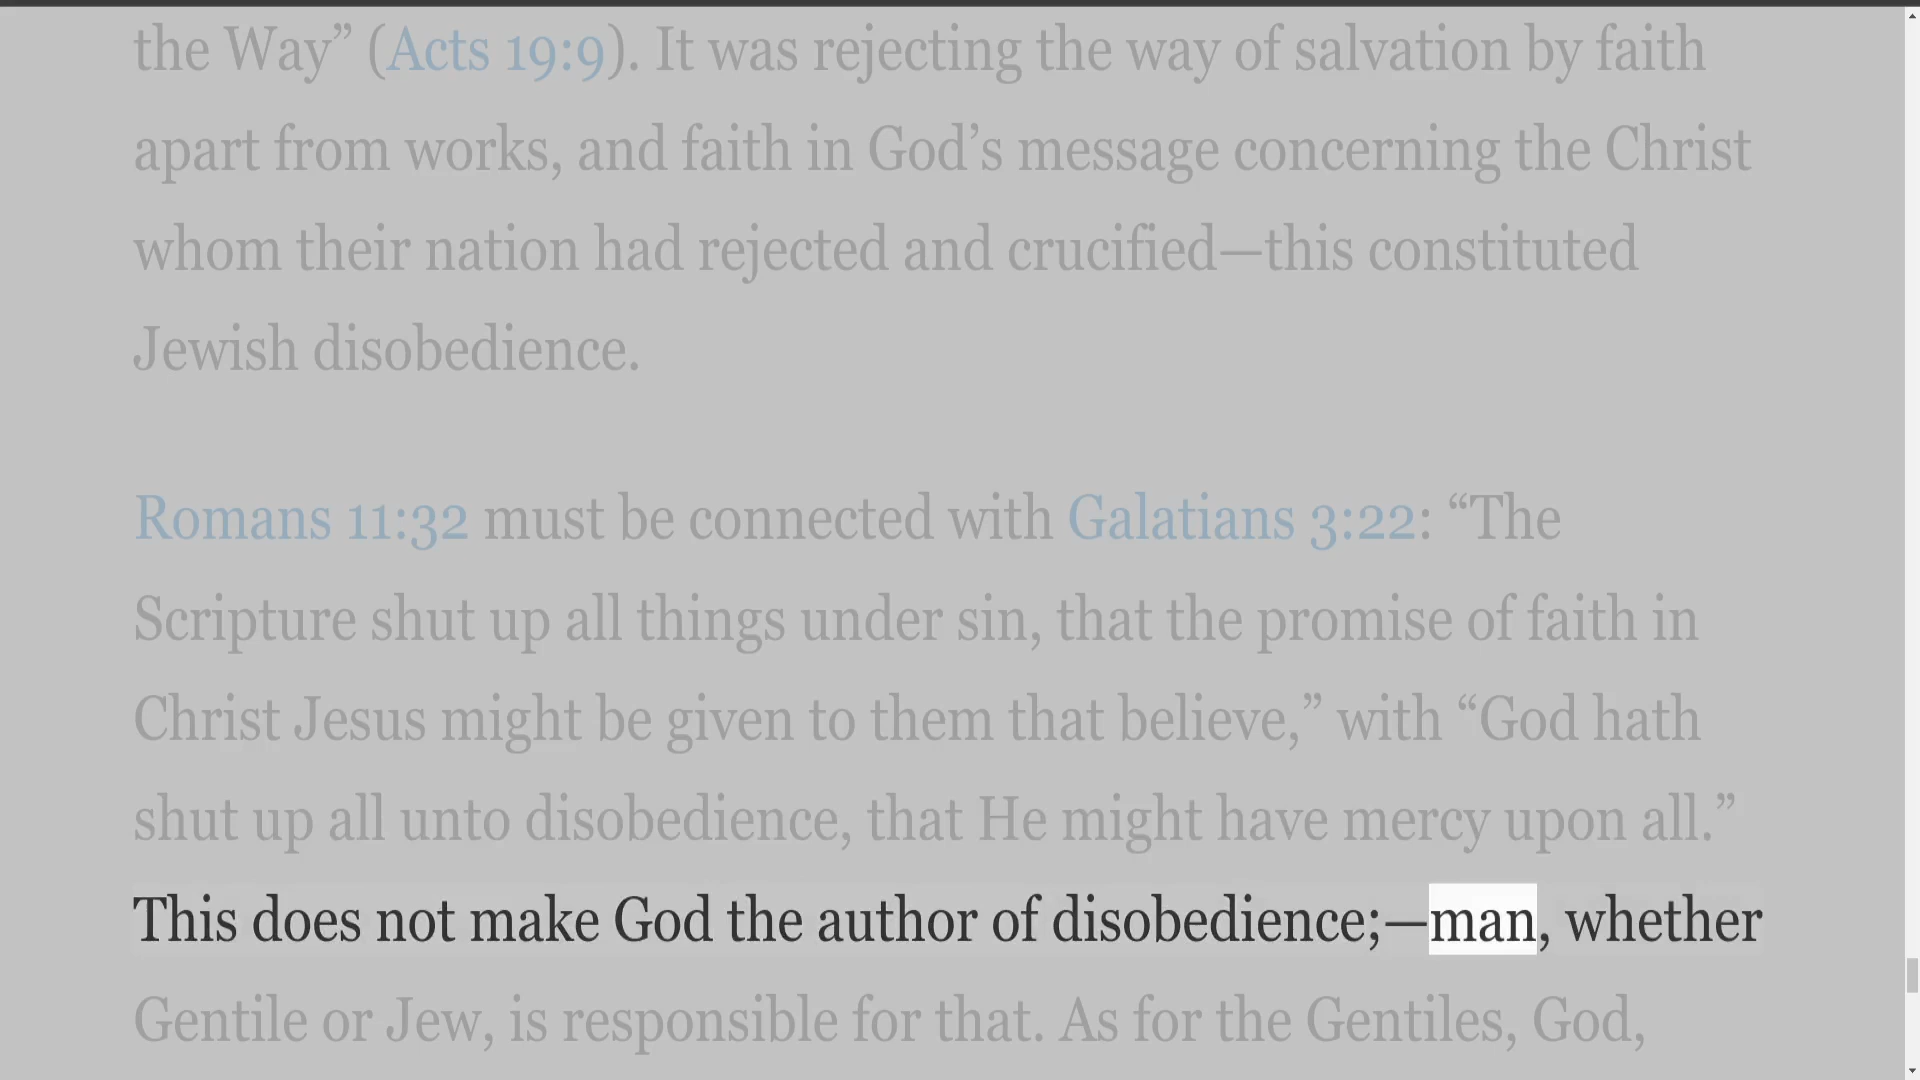 the Way” (Acts 19:9). It was rejecting the way of salvation by faith
apart from works, and faith in God’s message concerning the Christ
whom their nation had rejected and crucified—this constituted
Jewish disobedience.
Romans 11:32 must be connected with Galatians 3:22: “The
Scripture shut up all things under sin, that the promise of faith in
Christ Jesus might be given to them that believe,” with “God hath
shut up all unto disobedience, that He might have mercy upon all.”
This does not make God the author of disobedience;—man, whether
Gentile or Jew, is responsible for that. As for the Gentiles, God,